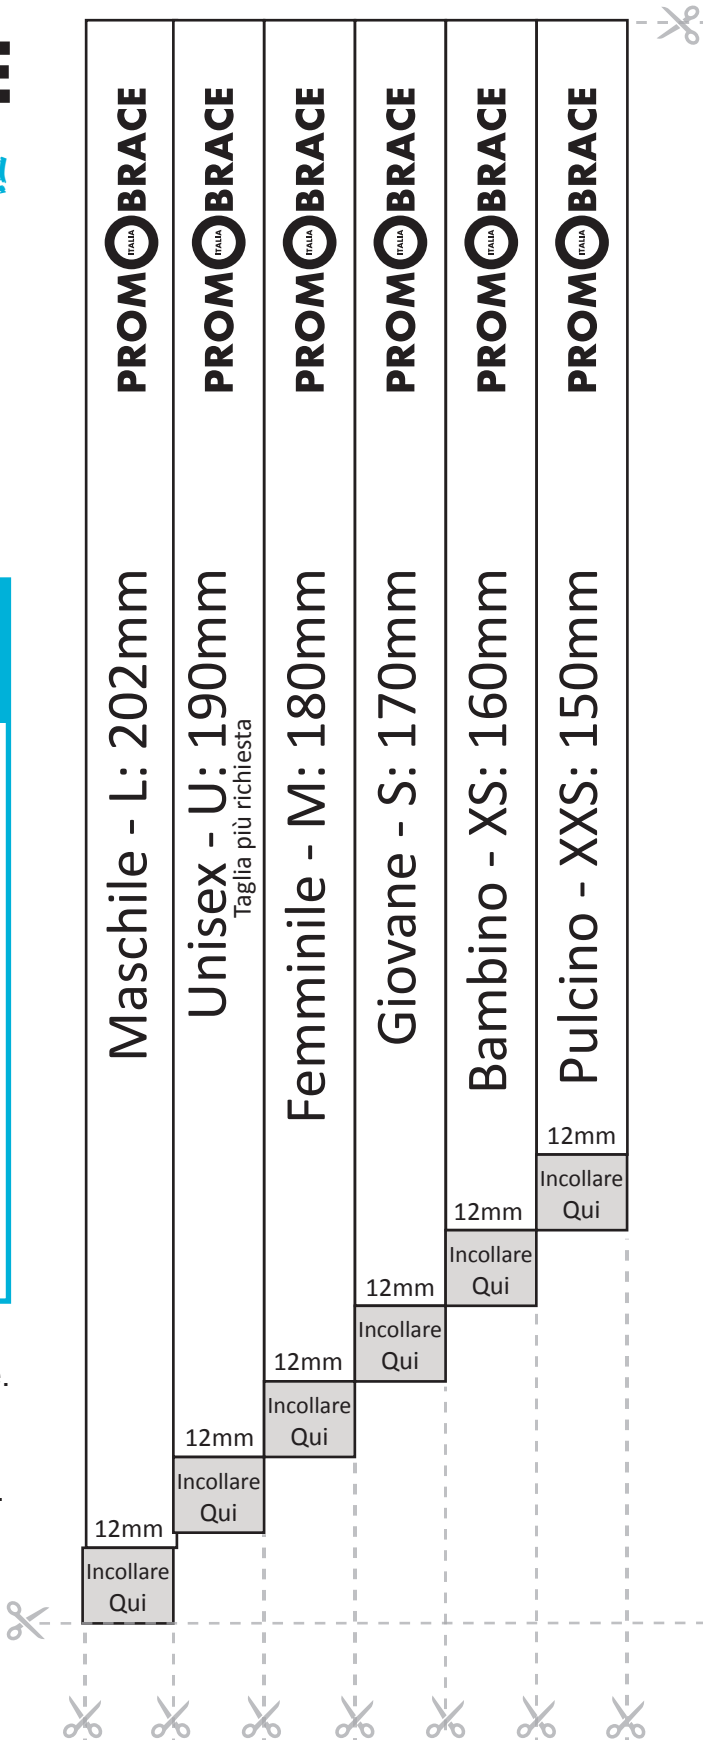 PROMOBRACE
ITALIA
Maschile - L: 202mm
12mm
Incollare
Qui
PROMOBRACE
ITALIA
Unisex - U: 190mm
Taglia più richiesta
12mm
Incollare
Qui
PROMOBRACE
ITALIA
Femminile - M: 180mm
12mm
Incollare
Qui
PROMOBRACE
ITALIA
Giovane - S: 170mm
12mm
Incollare
Qui
PROMOBRACE
ITALIA
Bambino - XS: 160mm
12mm
Incollare
Qui
PROMOBRACE
ITALIA
Pulcino - XXS: 150mm
12mm
Incollare
Qui